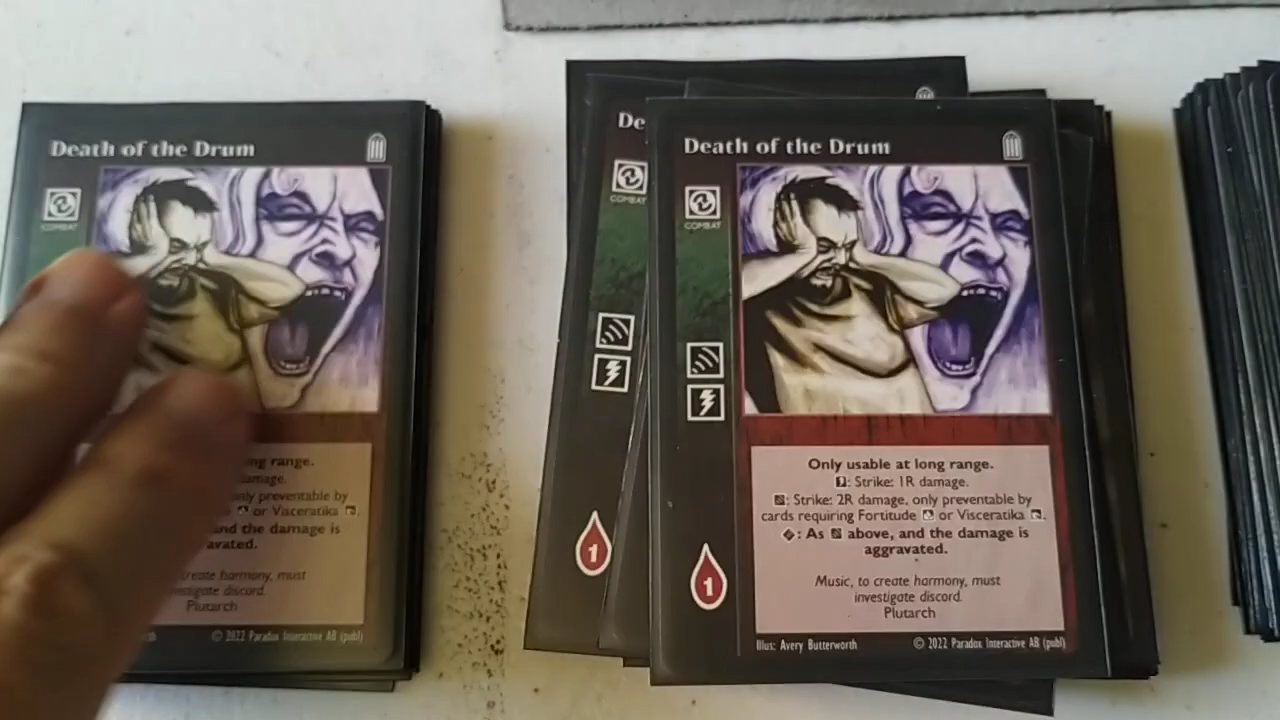 Death of the Drum
COMBAT
ng range.
amage.
only preventable by
or Visceratika .
and the damage is
avated.
create harmony, must
investigate discord.
Plutarch
© 2022 Paradox Interactive AB (publ)
De
COMBAT
1
Death of the Drum
COMBAT
1
Only usable at long range.
: Strike: 1R damage.
: Strike: 2R damage, only preventable by
cards requiring Fortitude or Visceratika .
: As above, and the damage is
aggravated.
Music, to create harmony, must
investigate discord.
Plutarch
Illus: Avery Butterworth
© 2022 Paradox Interactive AB (publ)